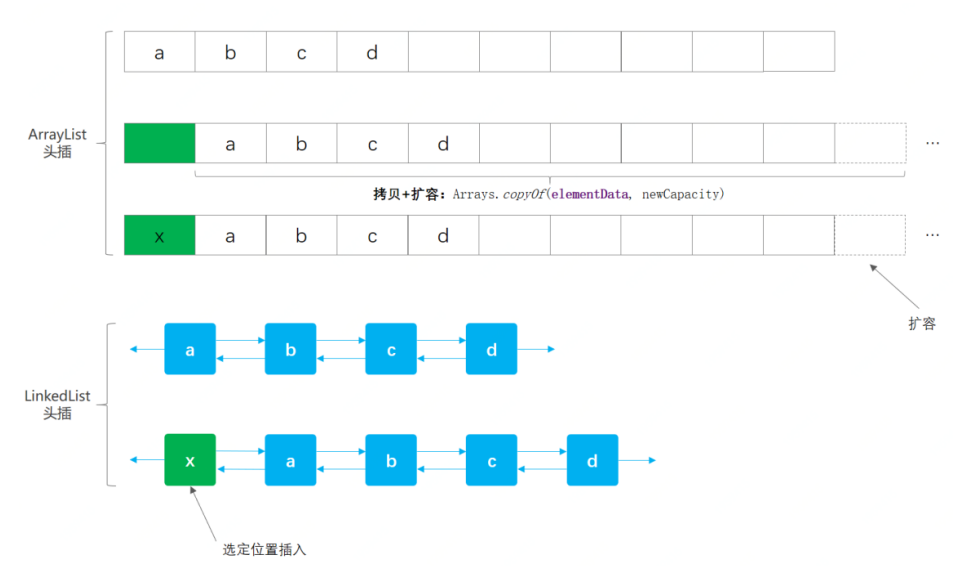 a b c d
ArrayList
头插
a b c d ...
拷贝+扩容：Arrays.copyOf(elementData, newCapacity)
x a b c d ...
扩容
a b c d
LinkedList
头插
x a b c d
选定位置插入